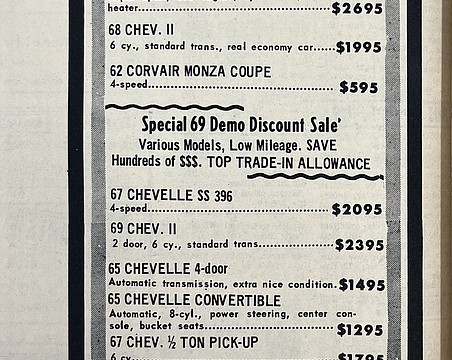 heater..............................................$2695
68 CHEV. II
6 cy., standard trans., real economy car......$1995
62 CORVAIR MONZA COUPE
4-speed............................................ $595
Special 69 Demo Discount Sale'
Various Models, Low Mileage. SAVE
Hundreds of $$$. TOP TRADE-IN ALLOWANCE
67 CHEVELLE SS 396
4-speed..........................................$2095
69 CHEV. II
2 door, 6 cy., standard trans..................$2395
65 CHEVELLE 4-door
Automatic transmission, extra nice condition.$1495
65 CHEVELLE CONVERTIBLE
Automatic, 8-cyl., power steering, center con-
sole, bucket seats...........................$1295
67 CHEV. ½ TON PICK-UP
6 cy.............................................$1795